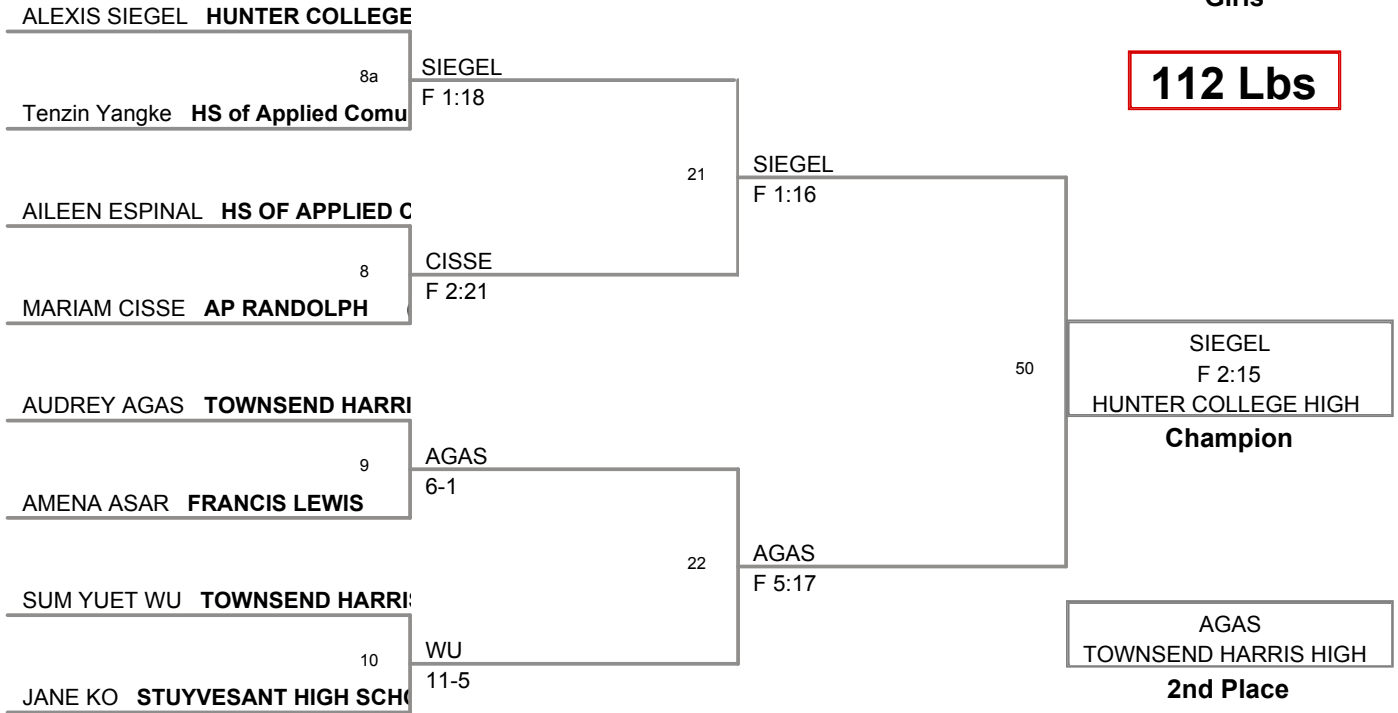 Girls
ALEXIS SIEGEL HUNTER COLLEGE
112 Lbs
8a
SIEGEL
F 1:18
Tenzin Yangke HS of Applied Comu
21
SIEGEL
F 1:16
AILEEN ESPINAL HS OF APPLIED C
8
CISSE
F 2:21
MARIAM CISSE AP RANDOLPH
50
SIEGEL
F 2:15
HUNTER COLLEGE HIGH
Champion
AUDREY AGAS TOWNSEND HARRI
9
AGAS
6-1
AMENA ASAR FRANCIS LEWIS
22
AGAS
F 5:17
SUM YUET WU TOWNSEND HARRIS
10
WU
11-5
JANE KO STUYVESANT HIGH SCHO
AGAS
TOWNSEND HARRIS HIGH
2nd Place